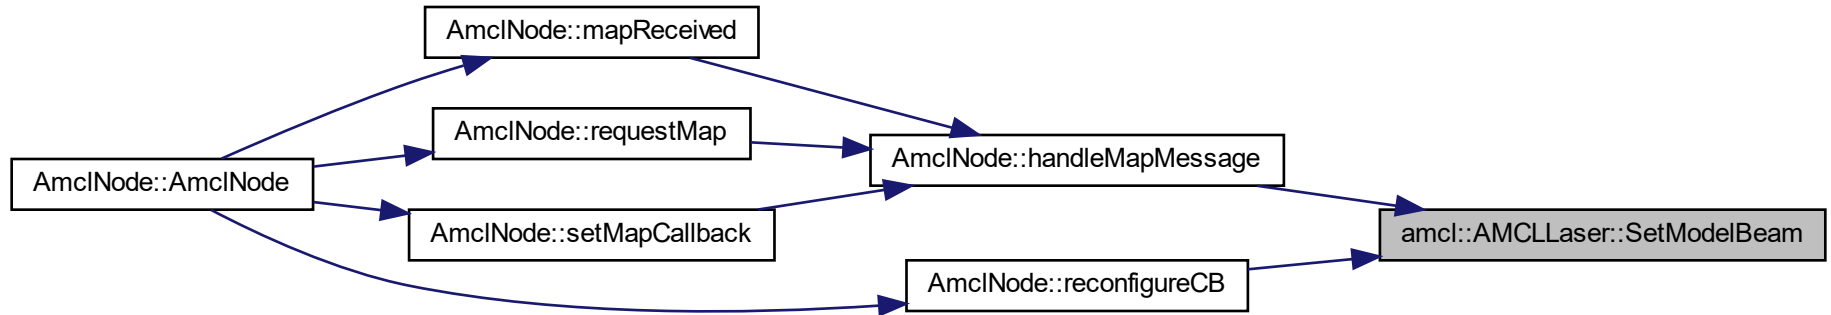 AmclNode::mapReceived
AmclNode::requestMap
AmclNode::handleMapMessage
AmclNode::AmclNode
AmclNode::setMapCallback
amcl::AMCLLaser::SetModelBeam
AmclNode::reconfigureCB